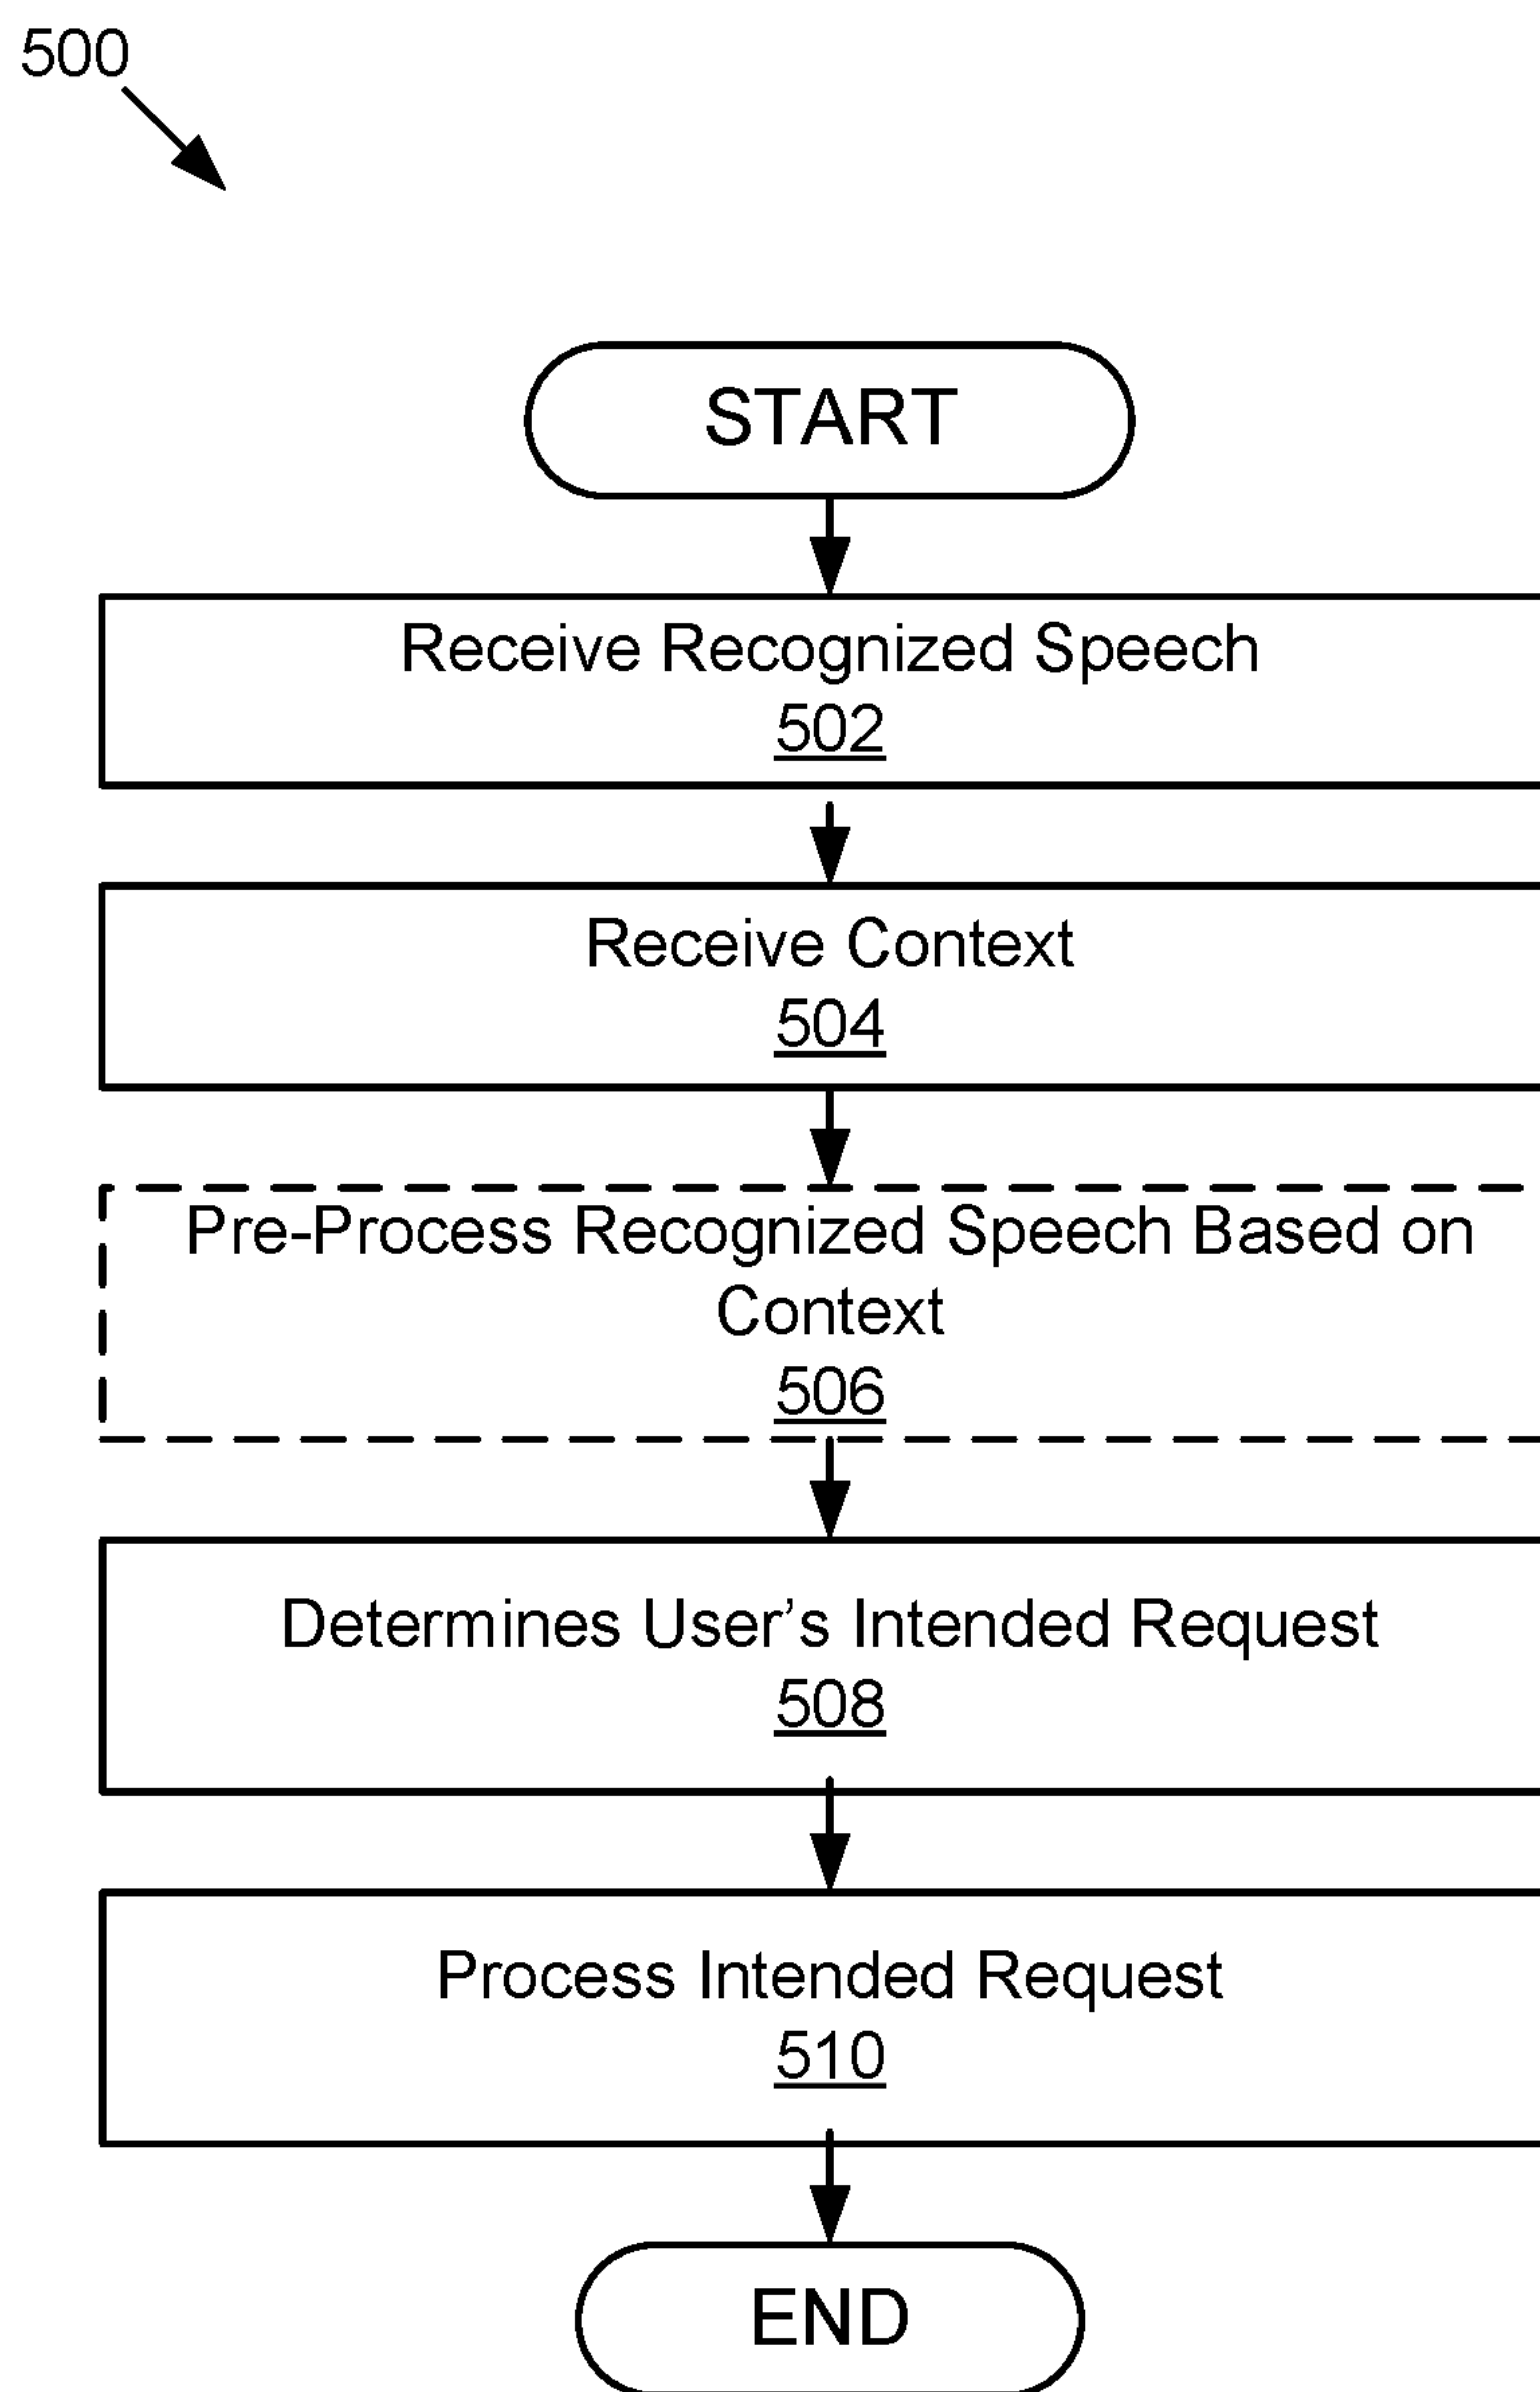 500
START
Receive Recognized Speech
502
Receive Context
504
Pre-Process Recognized Speech Based on
Context
506
Determines User’s Intended Request
508
Process Intended Request
510
END